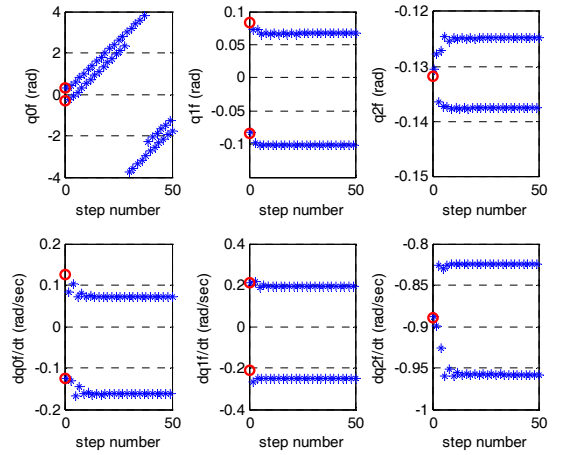 4
2
0
-2
-4
q0f (rad)
0 50
step number
0.1
0.05
0
-0.05
-0.1
q1f (rad)
0 50
step number
-0.12
-0.13
-0.14
-0.15
q2f (rad)
0 50
step number
0.2
0.1
0
-0.1
-0.2
dq0f/dt (rad/sec)
0 50
step number
0.4
0.2
0
-0.2
-0.4
dq1f/dt (rad/sec)
0 50
step number
-0.8
-0.85
-0.9
-0.95
-1
dq2f/dt (rad/sec)
0 50
step number